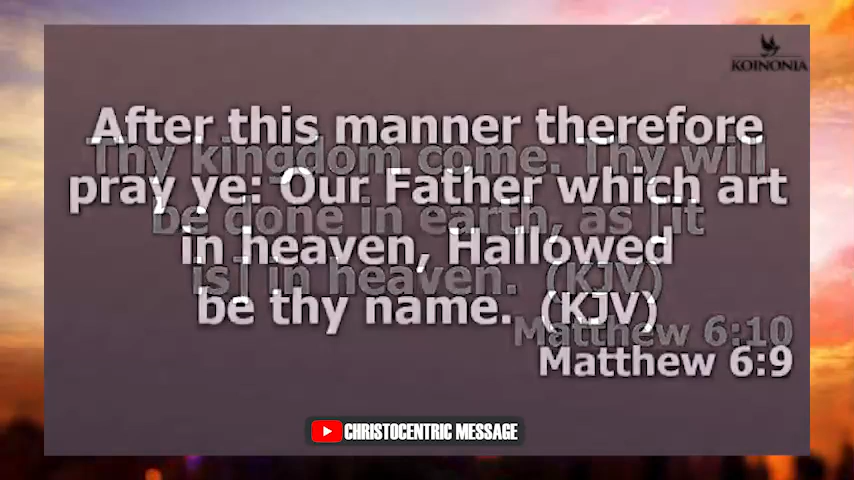 KOINONIA
After this manner therefore
pray ye: Our Father which art
in heaven, Hallowed
be thy name. (KJV)
Matthew 6:9
Thy kingdom come. Thy will
be done in earth, as [it
is] in heaven. (KJV)
Matthew 6:10
CHRISTOCENTRIC MESSAGE